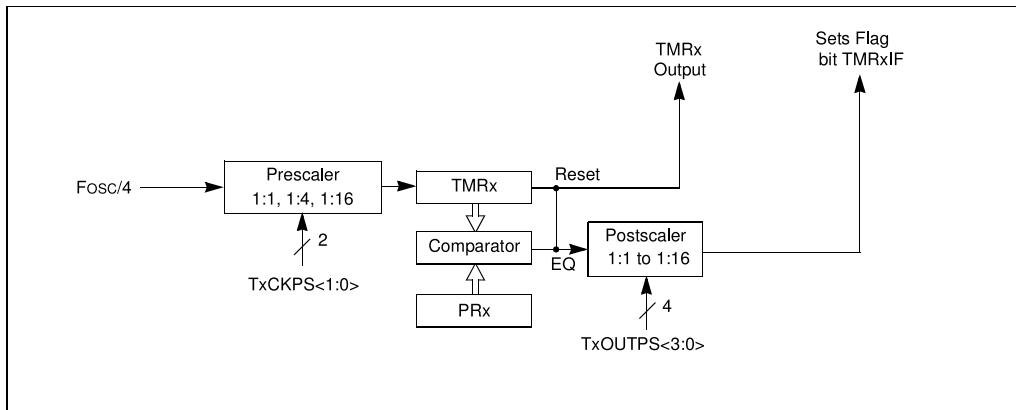 TMRx
Output
Sets Flag
bit TMRxIF
FOSC/4
Prescaler
1:1, 1:4, 1:16
2
TxCKPS<1:0>
TMRx
Reset
Comparator
EQ
PRx
Postscaler
1:1 to 1:16
4
TxOUTPS<3:0>